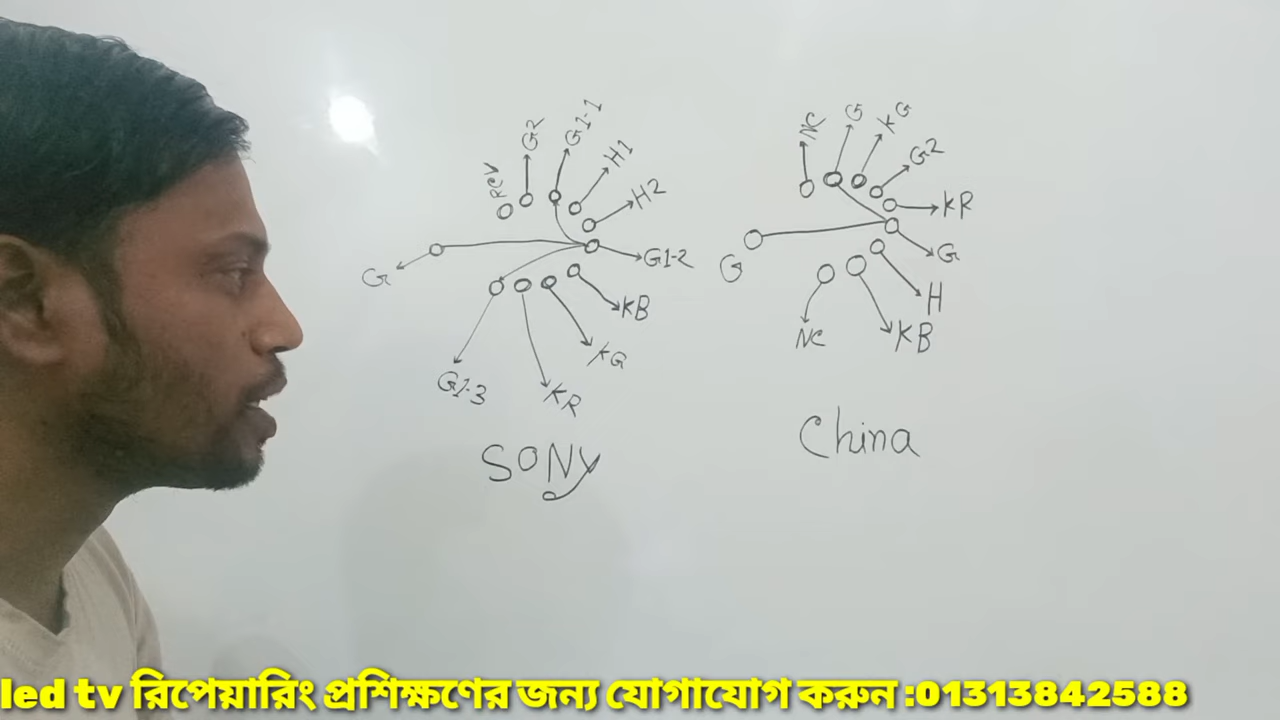 RCV
G2
G1-1
H1
H2
G
G1-2
KB
KG
KR
G1-3
SONY
NC
G
KG
G2
KR
G
G
H
KB
NC
China
led tv রিপেয়ারিং প্রশিক্ষণের জন্য যোগাযোগ করুন :01313842588